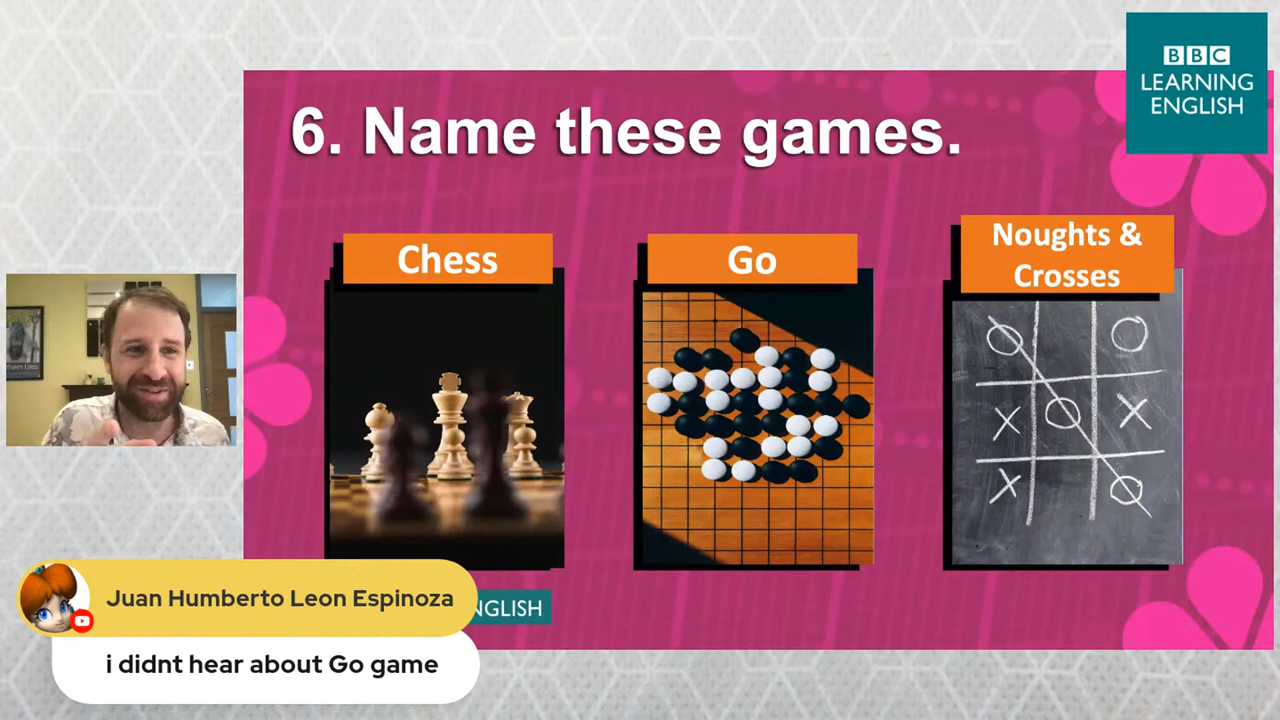 BBC
LEARNING
ENGLISH
6. Name these games.
Chess
Go
Noughts &
Crosses
Juan Humberto Leon Espinoza
NGLISH
i didnt hear about Go game